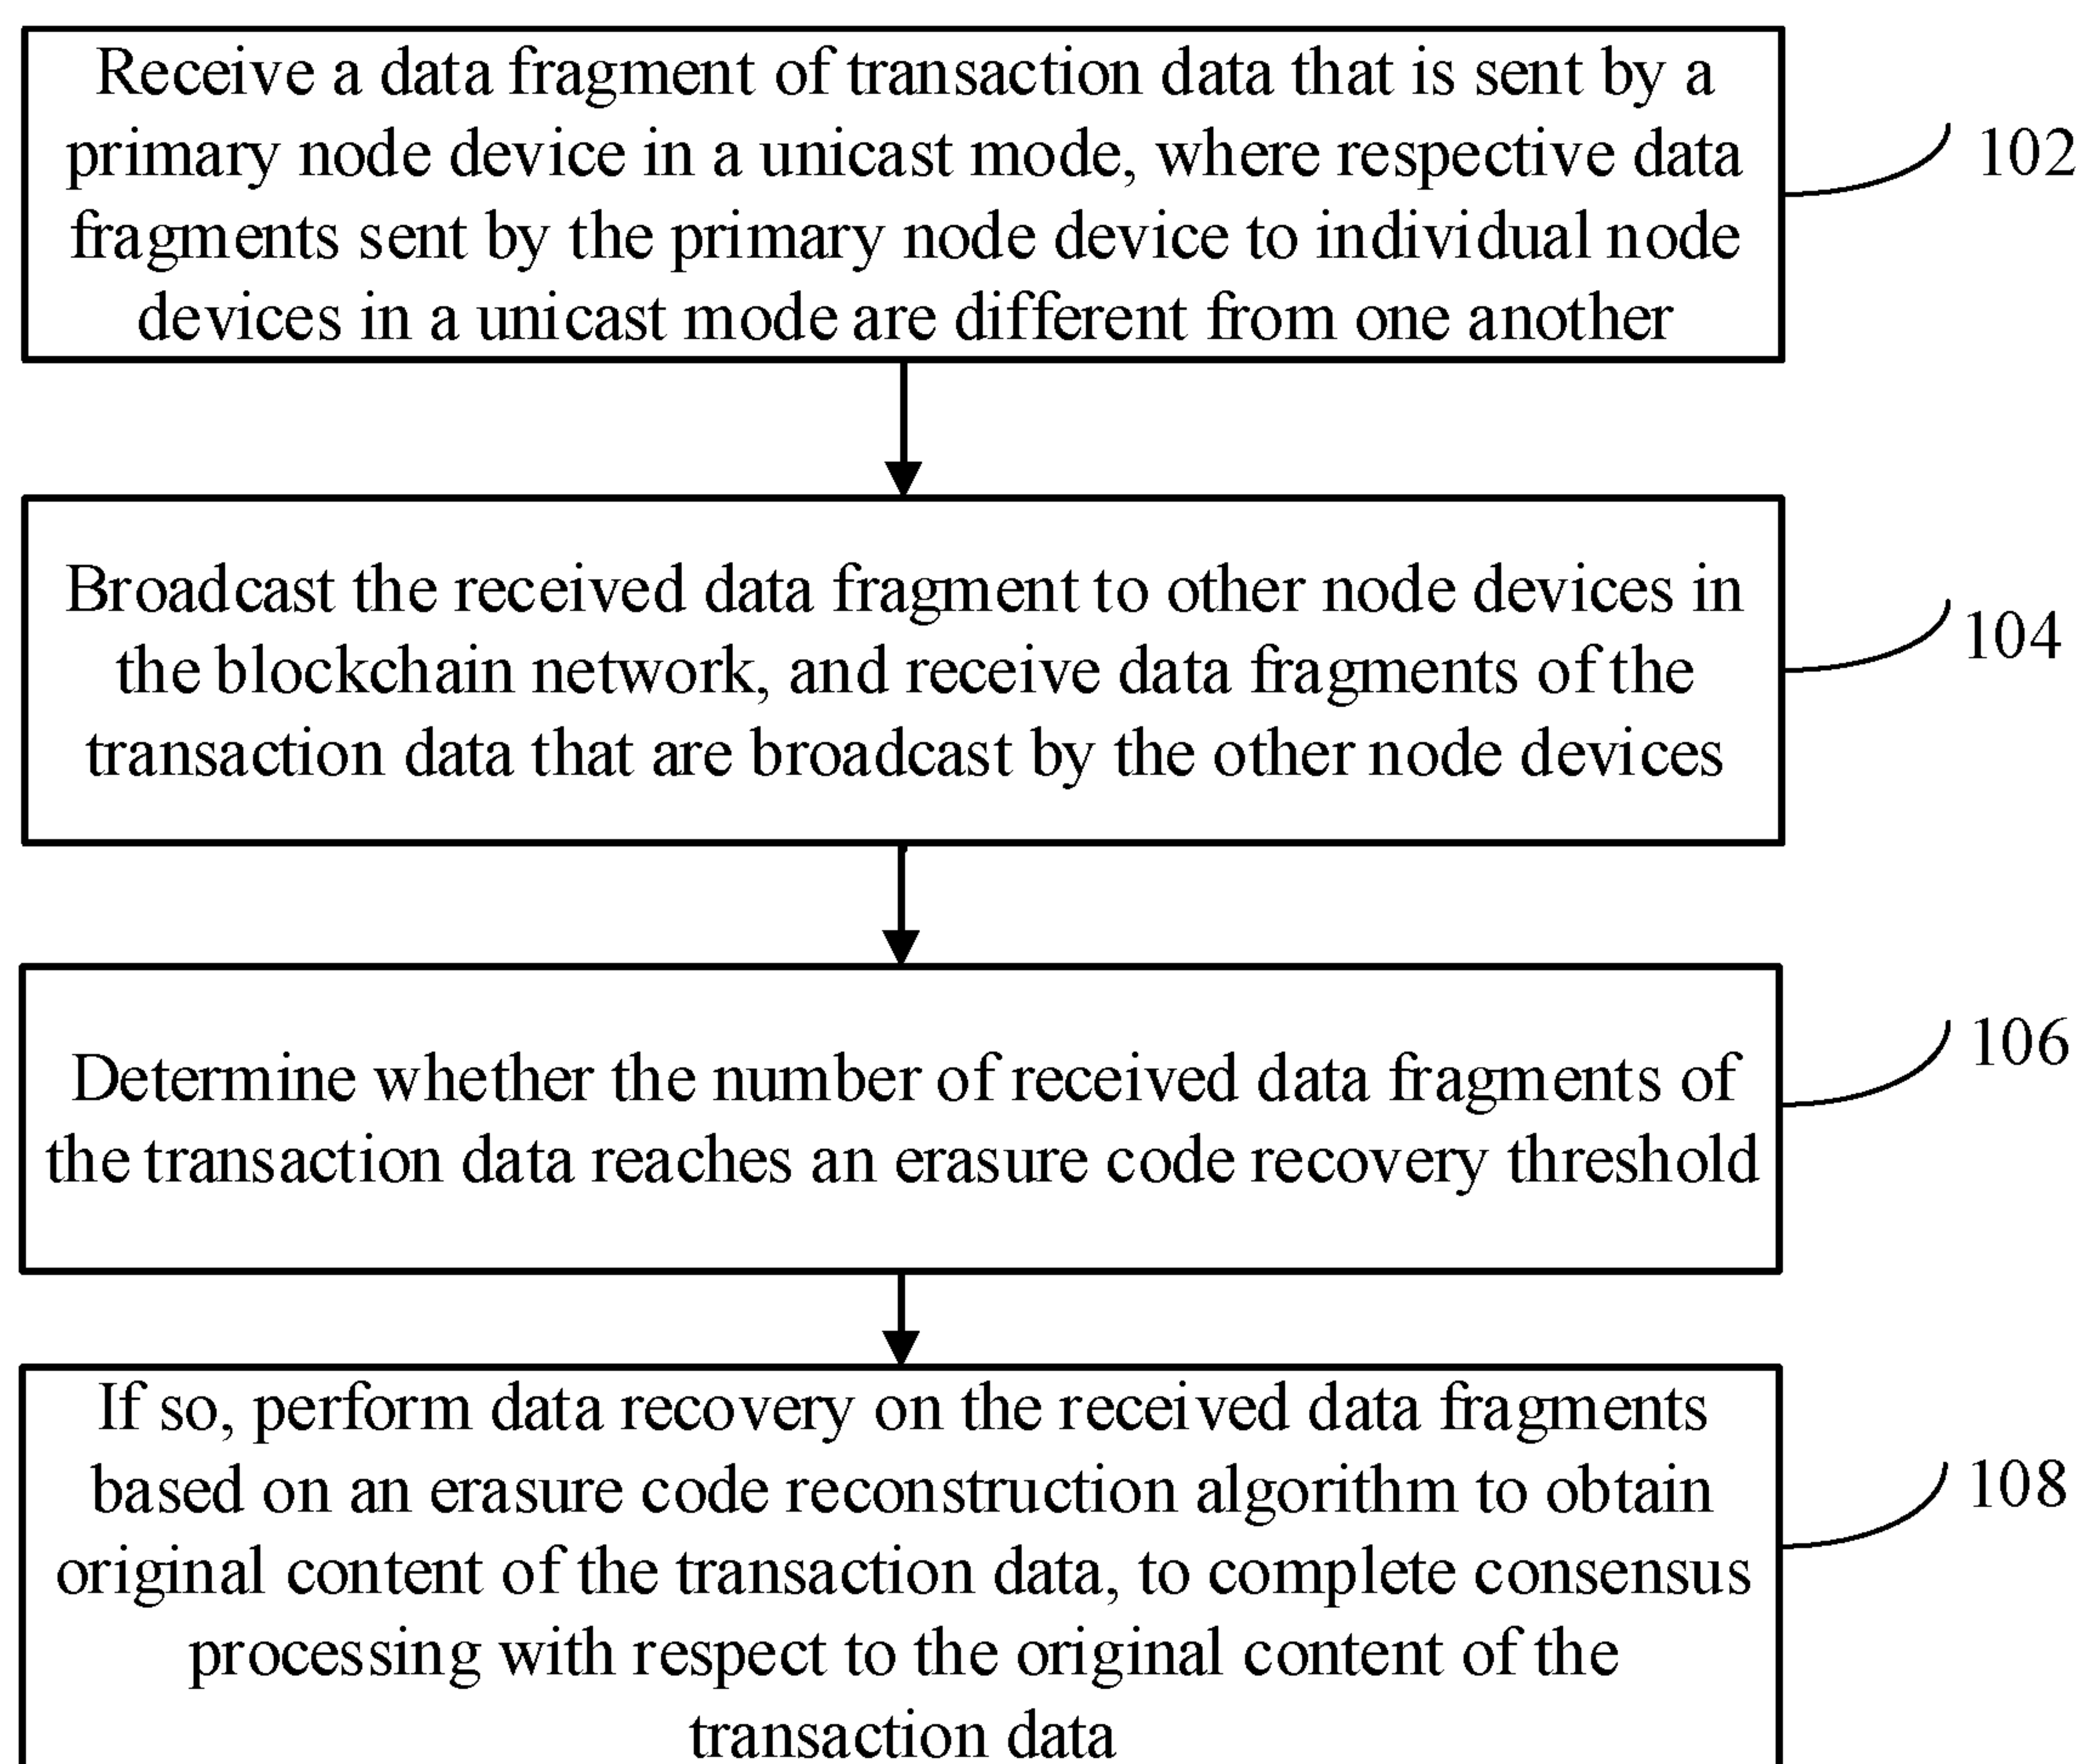 Receive a data fragment of transaction data that is sent by a
primary node device in a unicast mode, where respective data
fragments sent by the primary node device to individual node
devices in a unicast mode are different from one another
102
Broadcast the received data fragment to other node devices in
the blockchain network, and receive data fragments of the
transaction data that are broadcast by the other node devices
104
Determine whether the number of received data fragments of
the transaction data reaches an erasure code recovery threshold
106
If so, perform data recovery on the received data fragments
based on an erasure code reconstruction algorithm to obtain
original content of the transaction data, to complete consensus
processing with respect to the original content of the
transaction data
108